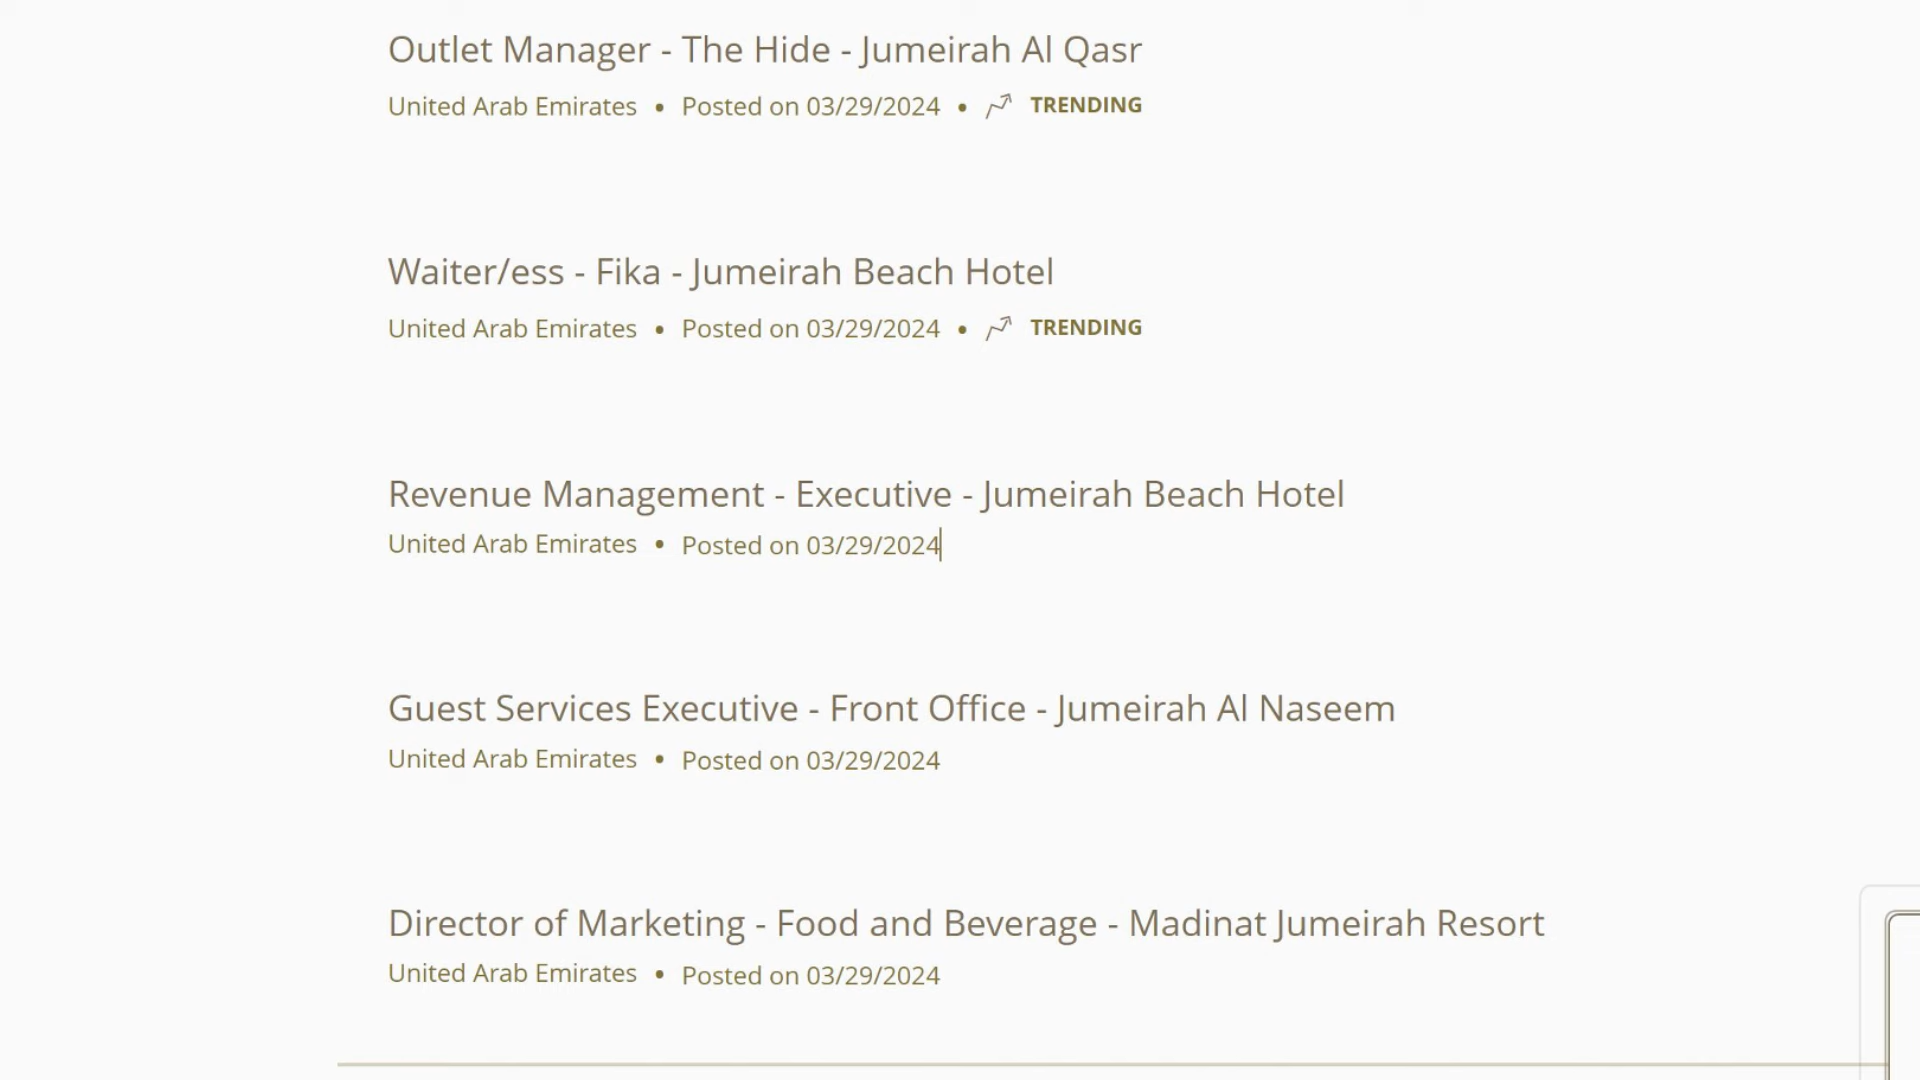 Outlet Manager - The Hide - Jumeirah Al Qasr
United Arab Emirates • Posted on 03/29/2024 • TRENDING
Waiter/ess - Fika - Jumeirah Beach Hotel
United Arab Emirates • Posted on 03/29/2024 • TRENDING
Revenue Management - Executive - Jumeirah Beach Hotel
United Arab Emirates • Posted on 03/29/2024
Guest Services Executive - Front Office - Jumeirah Al Naseem
United Arab Emirates • Posted on 03/29/2024
Director of Marketing - Food and Beverage - Madinat Jumeirah Resort
United Arab Emirates • Posted on 03/29/2024